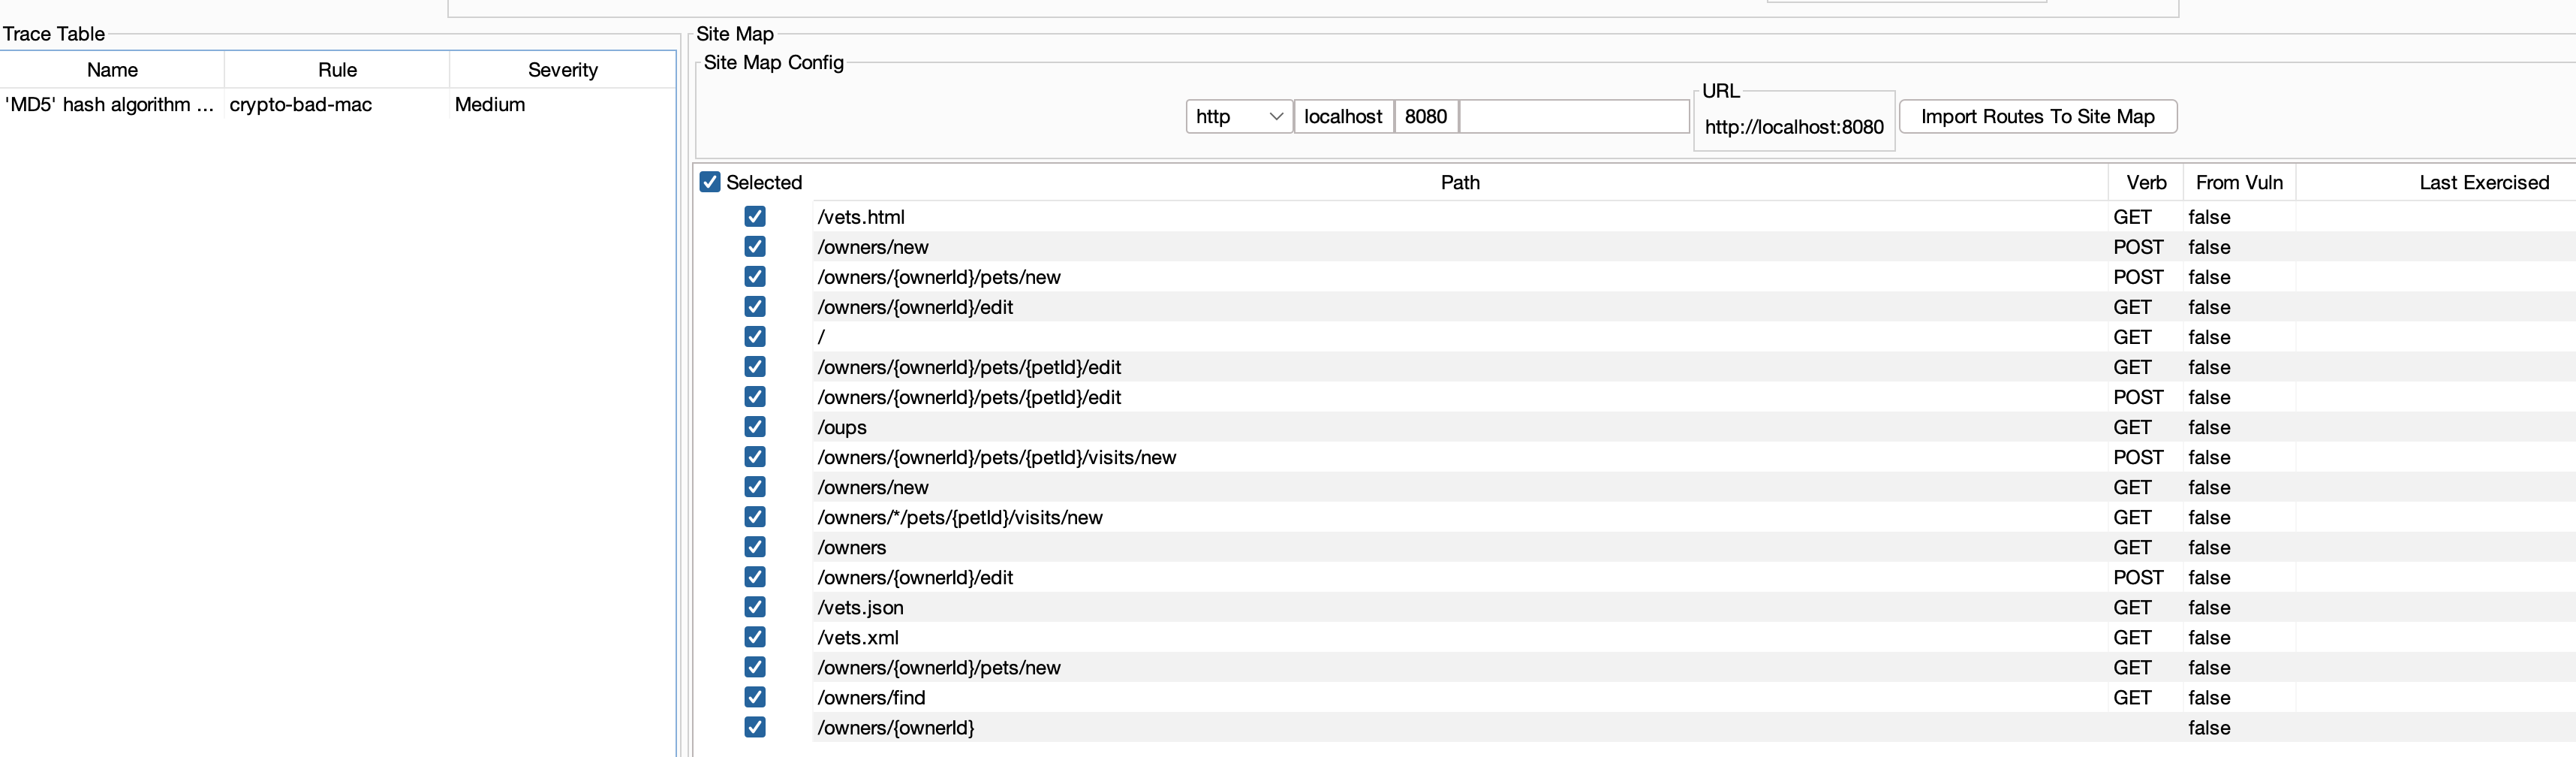 Trace Table
Name Rule Severity
'MD5' hash algorithm ... crypto-bad-mac Medium
Site Map
Site Map Config
http localhost 8080
URL
http://localhost:8080
Import Routes To Site Map
Selected Path Verb From Vuln Last Exercised
/vets.html GET false
/owners/new POST false
/owners/{ownerId}/pets/new POST false
/owners/{ownerId}/edit GET false
/ GET false
/owners/{ownerId}/pets/{petId}/edit GET false
/owners/{ownerId}/pets/{petId}/edit POST false
/oups GET false
/owners/{ownerId}/pets/{petId}/visits/new POST false
/owners/new GET false
/owners/*/pets/{petId}/visits/new GET false
/owners GET false
/owners/{ownerId}/edit POST false
/vets.json GET false
/vets.xml GET false
/owners/{ownerId}/pets/new GET false
/owners/find GET false
/owners/{ownerId} false